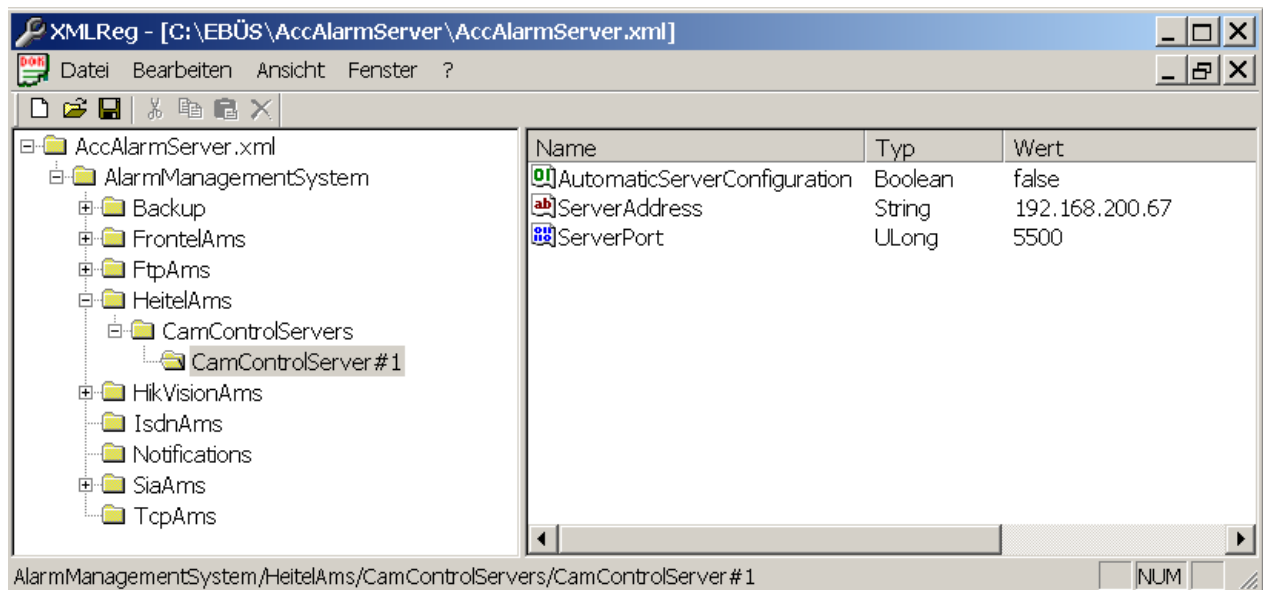 XMLReg - [C:\EBÜS\AccAlarmServer\AccAlarmServer.xml]
Datei Bearbeiten Ansicht Fenster ?
AccAlarmServer.xml
AlarmManagementSystem
Backup
FrontelAms
FtpAms
HeitelAms
CamControlServers
CamControlServer#1
HikVisionAms
IsdnAms
Notifications
SiaAms
TcpAms
Name Typ Wert
AutomaticServerConfiguration Boolean false
ServerAddress String 192.168.200.67
ServerPort ULong 5500
AlarmManagementSystem/HeitelAms/CamControlServers/CamControlServer#1 NUM